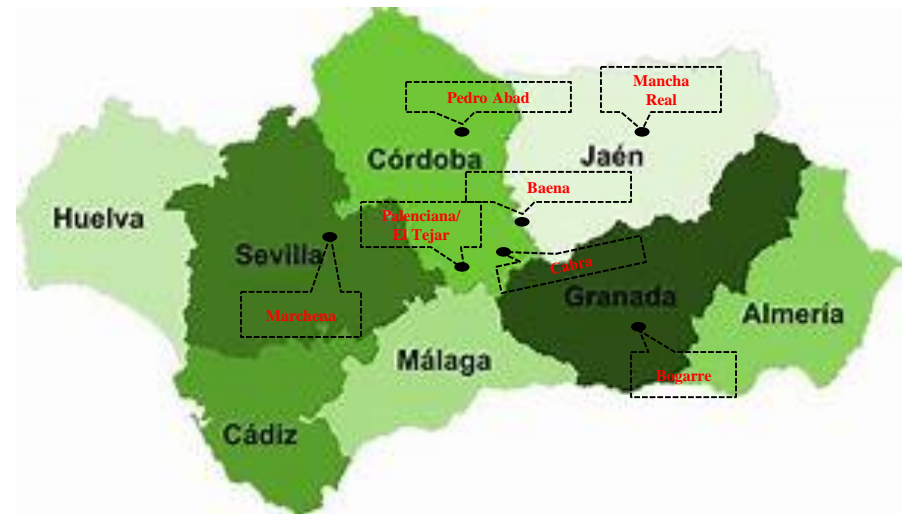 Mancha
Real
Pedro Abad
Córdoba
Jaén
Baena
Huelva
Palenciana/
El Tejar
Sevilla
Cabra
Granada
Marchena
Almería
Málaga
Bogarre
Cádiz